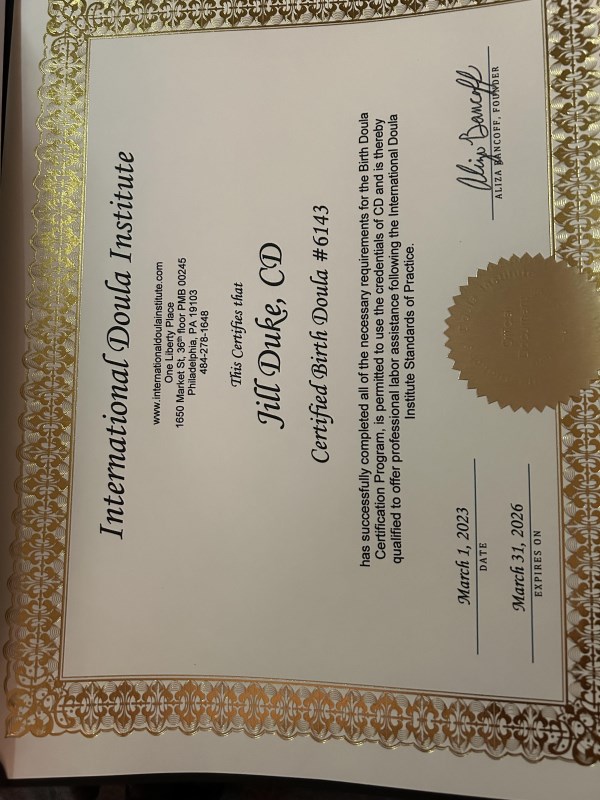 International Doula Institute
www.internationaldoulainstitute.com
One Liberty Place
1650 Market St, 36th floor PMB 00245
Philadelphia, PA 19103
484-278-1648
This Certifies that
Jill Duke, CD
Certified Birth Doula #6143
has successfully completed all of the necessary requirements for the Birth Doula
Certification Program, is permitted to use the credentials of CD and is thereby
qualified to offer professional labor assistance following the International Doula
Institute Standards of Practice.
March 1, 2023
DATE
March 31, 2026
EXPIRES ON
Aliza Bancoff
ALIZA BANCOFF, FOUNDER